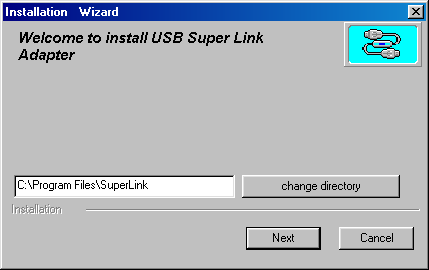 Installation Wizard
Welcome to install USB Super Link
Adapter
C:\Program Files\SuperLink
change directory
Installation
Next
Cancel